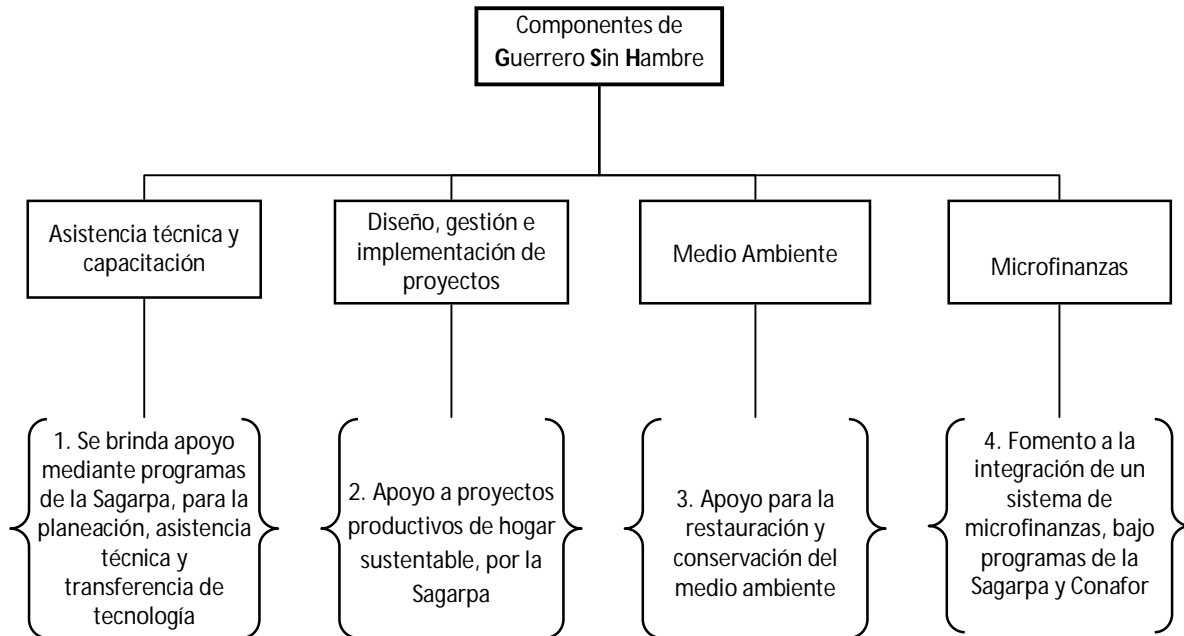 Componentes de
Guerrero Sin Hambre
Asistencia técnica y
capacitación
Diseño, gestión e
implementación de
proyectos
Medio Ambiente
Microfinanzas
1. Se brinda apoyo
mediante programas
de la Sagarpa, para la
planeación, asistencia
técnica y
transferencia de
tecnología
2. Apoyo a proyectos
productivos de hogar
sustentable, por la
Sagarpa
3. Apoyo para la
restauración y
conservación del
medio ambiente
4. Fomento a la
integración de un
sistema de
microfinanzas, bajo
programas de la
Sagarpa y Conafor